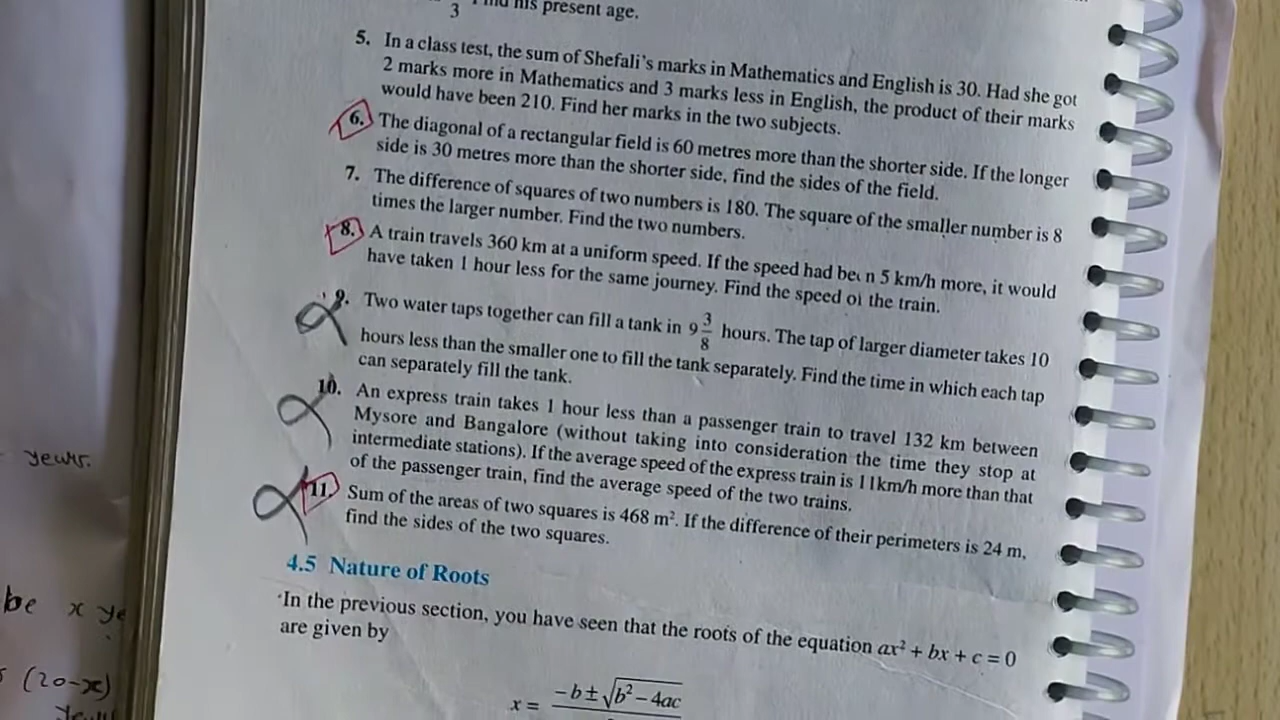 3
his present age.
5. In a class test, the sum of Shefali's marks in Mathematics and English is 30. Had she got
2 marks more in Mathematics and 3 marks less in English, the product of their marks
would have been 210. Find her marks in the two subjects.
6. The diagonal of a rectangular field is 60 metres more than the shorter side. If the longer
side is 30 metres more than the shorter side, find the sides of the field.
7. The difference of squares of two numbers is 180. The square of the smaller number is 8
times the larger number. Find the two numbers.
8. A train travels 360 km at a uniform speed. If the speed had been 5 km/h more, it would
have taken 1 hour less for the same journey. Find the speed of the train.
9. Two water taps together can fill a tank in 9 3/8 hours. The tap of larger diameter takes 10
hours less than the smaller one to fill the tank separately. Find the time in which each tap
can separately fill the tank.
10. An express train takes 1 hour less than a passenger train to travel 132 km between
Mysore and Bangalore (without taking into consideration the time they stop at
intermediate stations). If the average speed of the express train is 11km/h more than that
of the passenger train, find the average speed of the two trains.
11. Sum of the areas of two squares is 468 m². If the difference of their perimeters is 24 m,
find the sides of the two squares.
4.5 Nature of Roots
In the previous section, you have seen that the roots of the equation ax² + bx + c = 0
are given by
x = −b ± √b² − 4ac
years.
be x ye
(20-x)
years